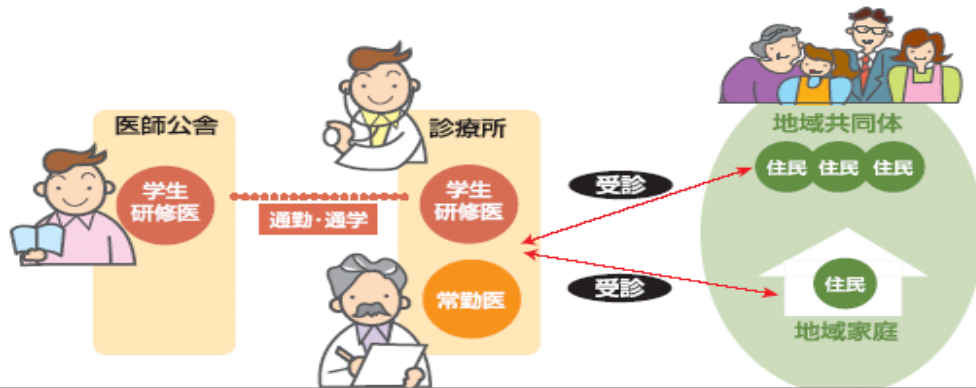 医師公舎
学生
研修医
通勤・通学
診療所
学生
研修医
常勤医
受診
受診
地域共同体
住民 住民 住民
住民
地域家庭